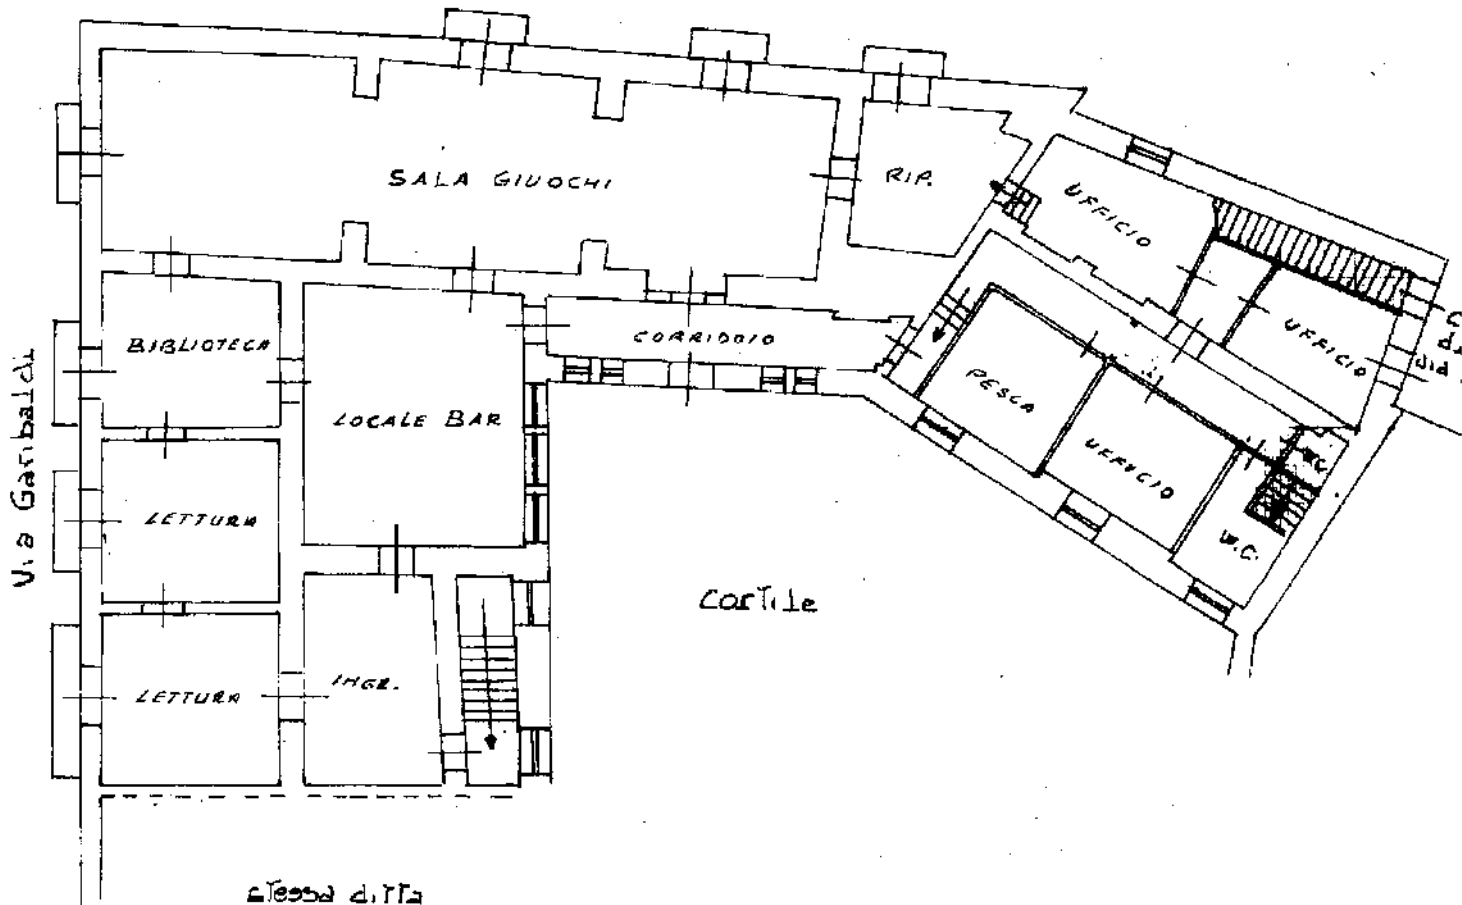 SALA GIUOCHI
RIP.
UFFICIO
UFFICIO
BIBLIOTECA
CORRIDOIO
LOCALE BAR
PESCA
UFFICIO
W.C.
W.C.
LETTURA
LETTURA
INGR.
Via Garibaldi
Cortile
stessa ditta